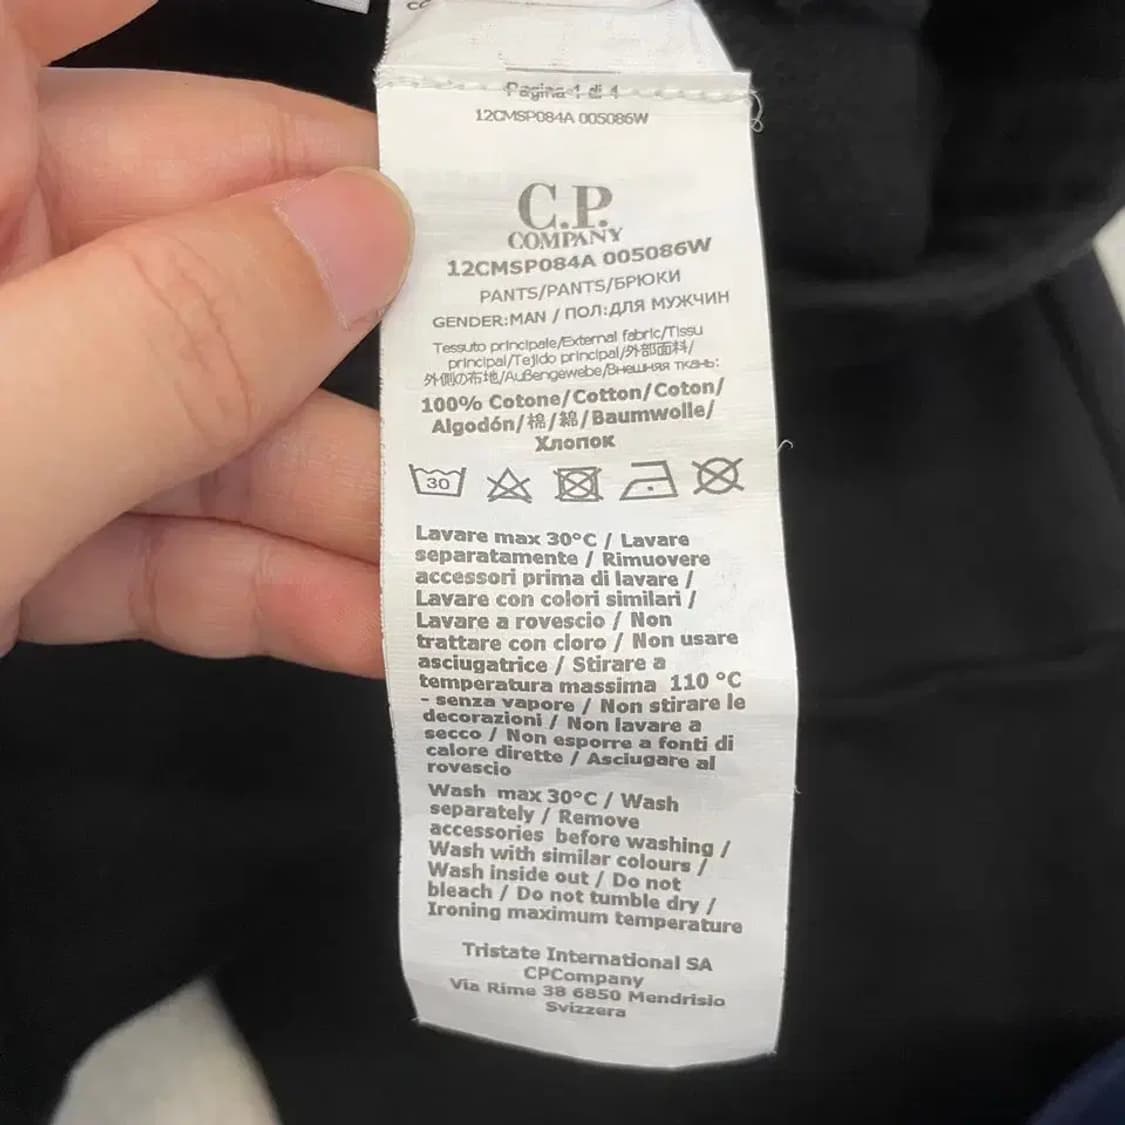 Pagina 1 di 4
12CMSP084A 005086W
C.P.
COMPANY
12CMSP084A 005086W
PANTS/PANTS/БРЮКИ
GENDER:MAN / ПОЛ:ДЛЯ МУЖЧИН
Tessuto principale/External fabric/Tissu
principal/Tejido principal/外部面料/
外側の布地/Außengewebe/Внешняя ткань:
100% Cotone/Cotton/Coton/
Algodón/棉/綿/Baumwolle/
Хлопок
30
Lavare max 30°C / Lavare
separatamente / Rimuovere
accessori prima di lavare /
Lavare con colori similari /
Lavare a rovescio / Non
trattare con cloro / Non usare
asciugatrice / Stirare a
temperatura massima 110 °C
- senza vapore / Non stirare le
decorazioni / Non lavare a
secco / Non esporre a fonti di
calore dirette / Asciugare al
rovescio
Wash max 30°C / Wash
separately / Remove
accessories before washing /
Wash with similar colours /
Wash inside out / Do not
bleach / Do not tumble dry /
Ironing maximum temperature
Tristate International SA
CPCompany
Via Rime 38 6850 Mendrisio
Svizzera